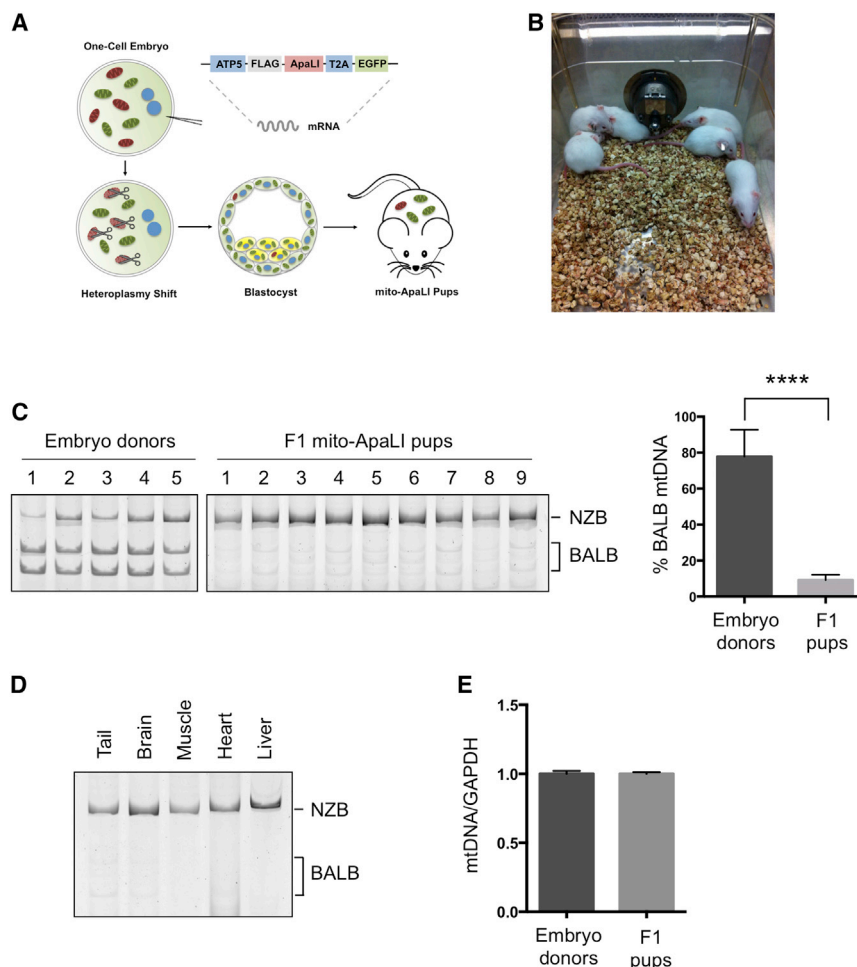 A
One-Cell Embryo
ATP5 FLAG ApaLI T2A EGFP
mRNA
Heteroplasmy Shift
Blastocyst
mito-ApaLI Pups
B
C
Embryo donors
1 2 3 4 5
F1 mito-ApaLI pups
1 2 3 4 5 6 7 8 9
NZB
BALB
****
% BALB mtDNA
100
80
60
40
20
0
Embryo
donors
F1
pups
D
Tail Brain Muscle Heart Liver
NZB
BALB
E
mtDNA/GAPDH
1.5
1.0
0.5
0.0
Embryo
donors
F1
pups